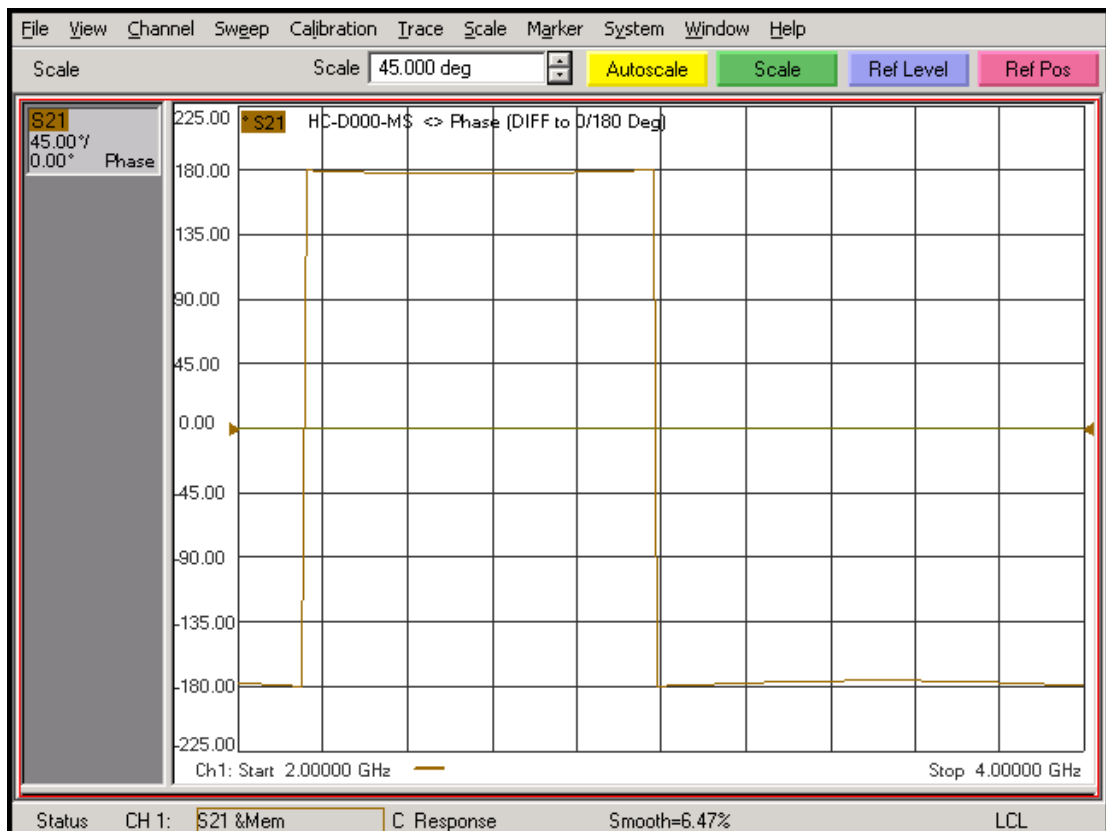 File View Channel Sweep Calibration Trace Scale Marker System Window Help
Scale Scale 45.000 deg Autoscale Scale Ref Level Ref Pos
S21
45.00°/
0.00° Phase
225.00 ° S21 HC-D000-MS <> Phase (DIFF to 0/180 Deg)
180.00
135.00
90.00
45.00
0.00
-45.00
-90.00
-135.00
-180.00
-225.00
Ch1: Start 2.00000 GHz Stop 4.00000 GHz
Status CH 1: S21 &Mem C Response Smooth=6.47% LCL